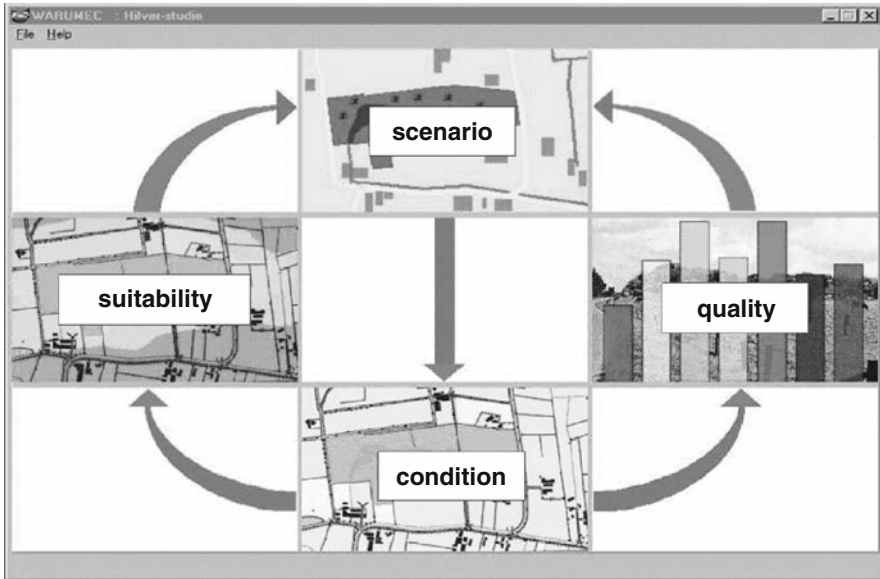 WARUMEC : Hilver-studie
File Help
scenario
suitability
quality
condition